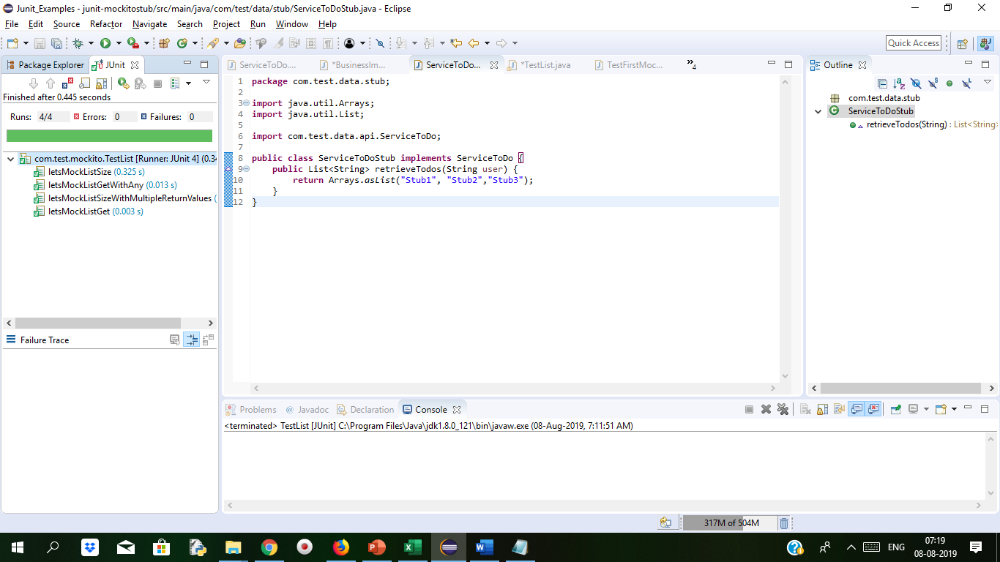 Junit_Examples - junit-mockitostub/src/main/java/com/test/data/stub/ServiceToDoStub.java - Eclipse
File Edit Source Refactor Navigate Search Project Run Window Help
Quick Access
Package Explorer JUnit
Finished after 0.445 seconds
Runs: 4/4 Errors: 0 Failures: 0
com.test.mockito.TestList [Runner: JUnit 4] (0.34
letsMockListSize (0.325 s)
letsMockListGetWithAny (0.013 s)
letsMockListSizeWithMultipleReturnValues (
letsMockListGet (0.003 s)
Failure Trace
ServiceToDo.... *BusinessIm... ServiceToDo... *TestList.java TestFirstMoc... »4
1 package com.test.data.stub;
2
3 import java.util.Arrays;
4 import java.util.List;
5
6 import com.test.data.api.ServiceToDo;
7
8 public class ServiceToDoStub implements ServiceToDo {
9 public List<String> retrieveTodos(String user) {
10 return Arrays.asList("Stub1", "Stub2","Stub3");
11 }
12 }
Outline
com.test.data.stub
ServiceToDoStub
retrieveTodos(String) : List<String>
Problems @ Javadoc Declaration Console
<terminated> TestList [JUnit] C:\Program Files\Java\jdk1.8.0_121\bin\javaw.exe (08-Aug-2019, 7:11:51 AM)
317M of 504M
ENG
07:19
08-08-2019